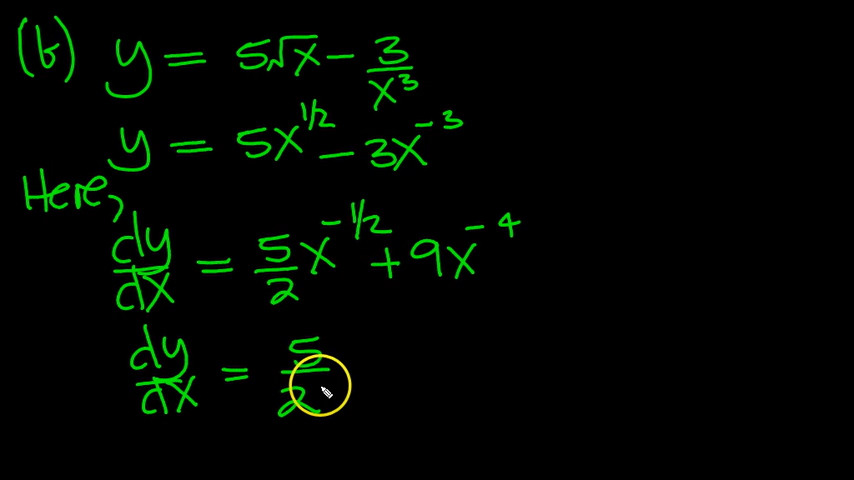 (b) y = 5√x − 3/x³
y = 5x^1/2 − 3x^−3
Here,
dy/dx = 5/2 x^−1/2 + 9x^−4
dy/dx = 5/2